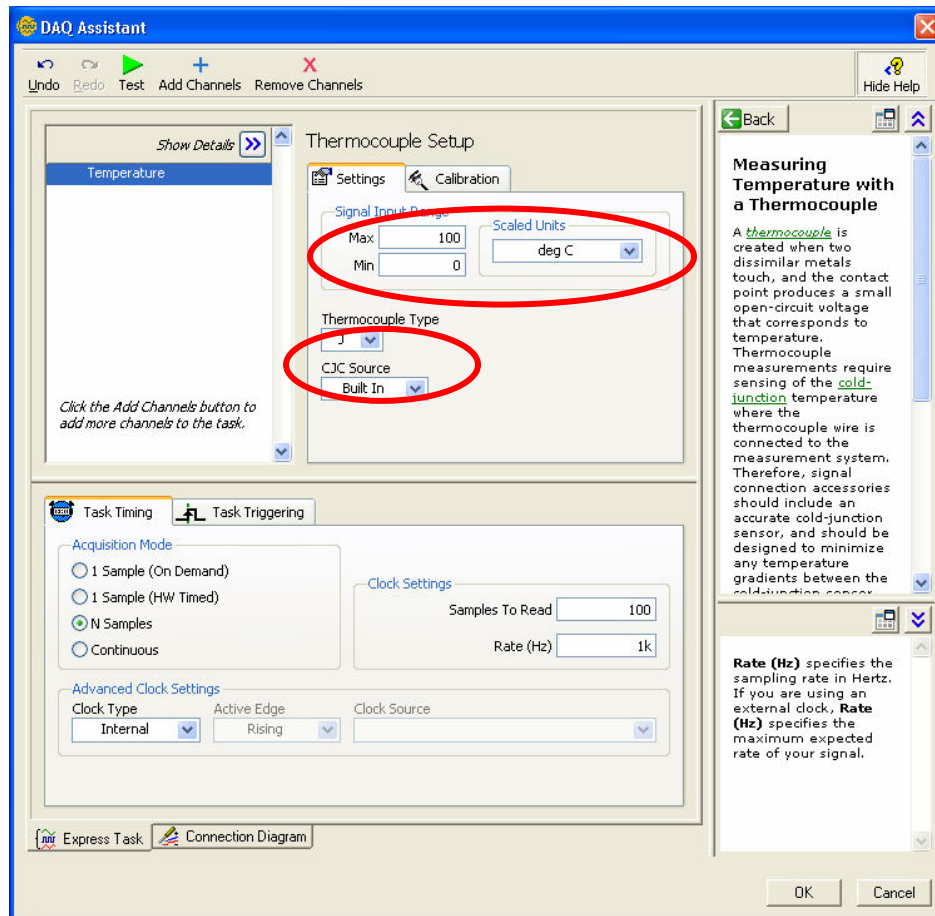 DAQ Assistant
Undo Redo Test Add Channels Remove Channels
Hide Help
Show Details
Temperature
Click the Add Channels button to
add more channels to the task.
Thermocouple Setup
Settings Calibration
Signal Input Range
Scaled Units
Max 100
deg C
Min 0
Thermocouple Type
J
CJC Source
Built In
Task Timing Task Triggering
Acquisition Mode
1 Sample (On Demand)
1 Sample (HW Timed)
N Samples
Continuous
Clock Settings
Samples To Read 100
Rate (Hz) 1k
Advanced Clock Settings
Clock Type Active Edge Clock Source
Internal Rising
Express Task Connection Diagram
Back
Measuring
Temperature with
a Thermocouple
A thermocouple is
created when two
dissimilar metals
touch, and the contact
point produces a small
open-circuit voltage
that corresponds to
temperature.
Thermocouple
measurements require
sensing of the cold-
junction temperature
where the
thermocouple wire is
connected to the
measurement system.
Therefore, signal
connection accessories
should include an
accurate cold-junction
sensor, and should be
designed to minimize
any temperature
gradients between the
cold-junction sensor
Rate (Hz) specifies the
sampling rate in Hertz.
If you are using an
external clock, Rate
(Hz) specifies the
maximum expected
rate of your signal.
OK Cancel